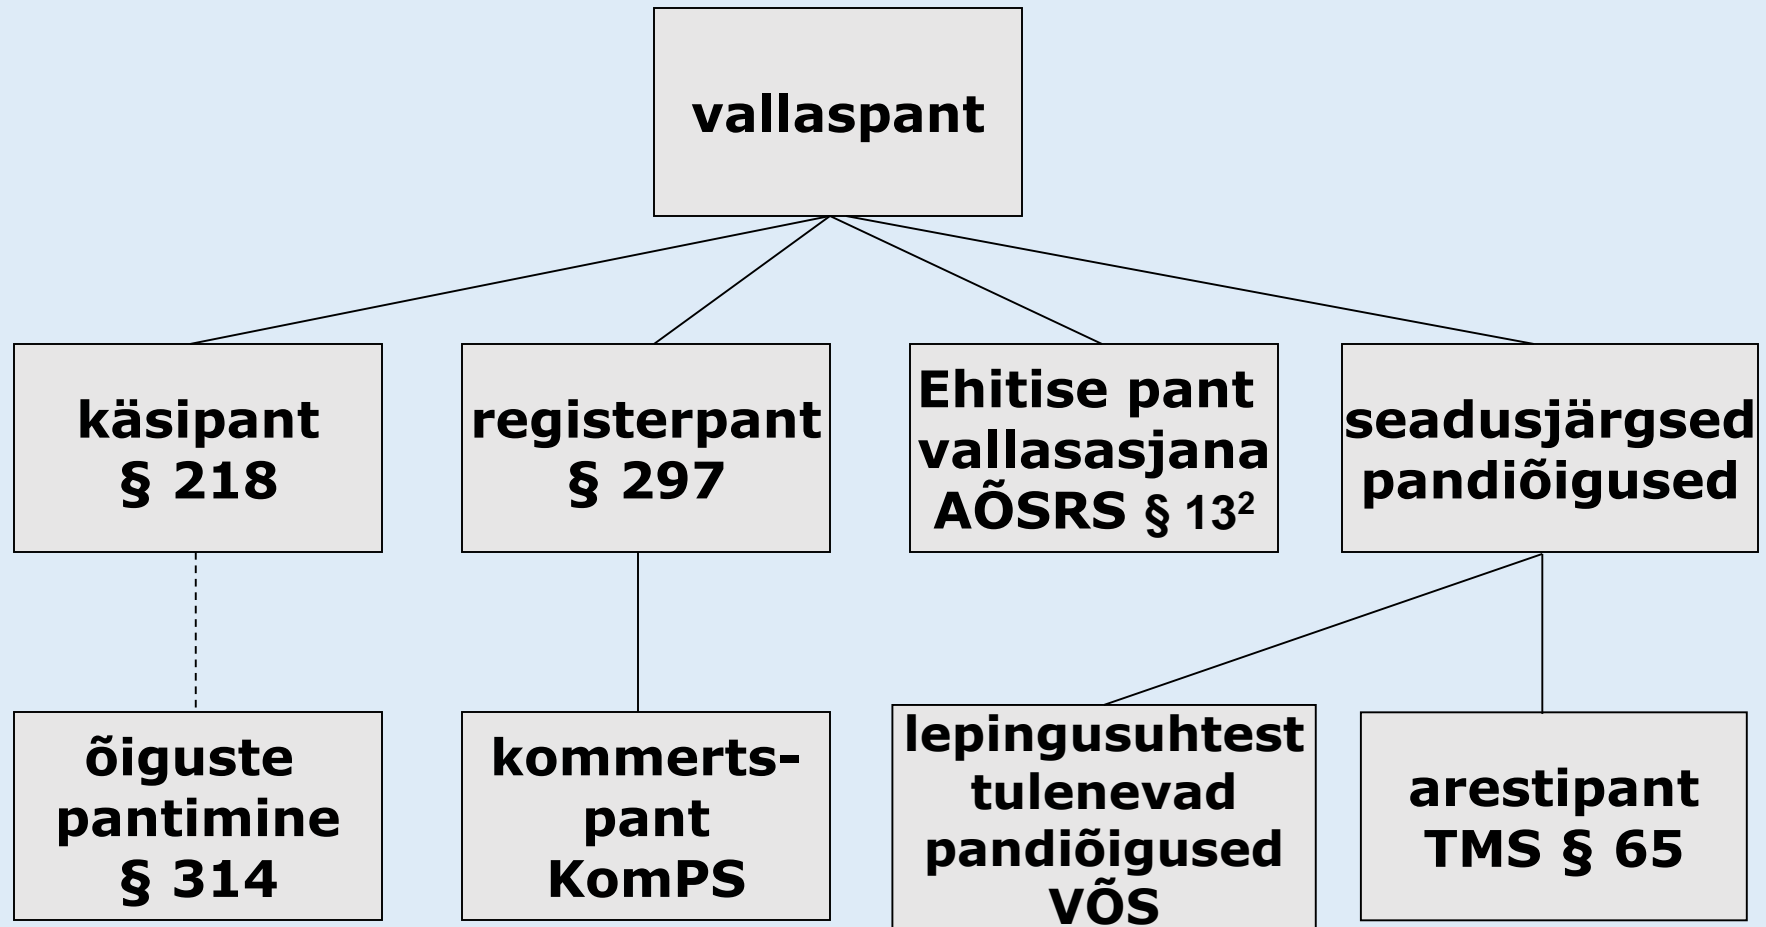 vallaspant
käsipant
§ 218
registerpant
§ 297
Ehitise pant
vallasasjana
AÕSRS § 13²
seadusjärgsed
pandiõigused
õiguste
pantimine
§ 314
kommerts-
pant
KomPS
lepingusuhtest
tulenevad
pandiõigused
VÕS
arestipant
TMS § 65